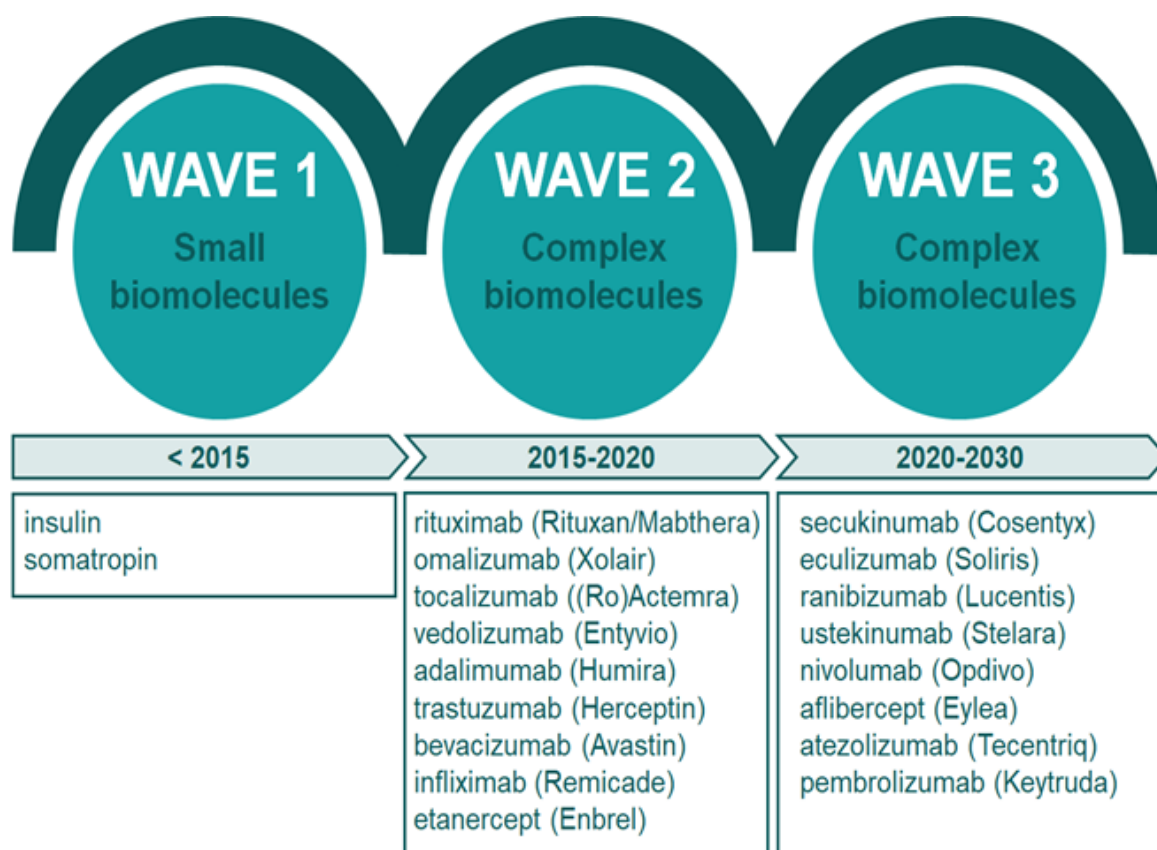 WAVE 1
Small
biomolecules
WAVE 2
Complex
biomolecules
WAVE 3
Complex
biomolecules
< 2015
2015-2020
2020-2030
insulin
somatropin
rituximab (Rituxan/Mabthera)
omalizumab (Xolair)
tocalizumab ((Ro)Actemra)
vedolizumab (Entyvio)
adalimumab (Humira)
trastuzumab (Herceptin)
bevacizumab (Avastin)
infliximab (Remicade)
etanercept (Enbrel)
secukinumab (Cosentyx)
eculizumab (Soliris)
ranibizumab (Lucentis)
ustekinumab (Stelara)
nivolumab (Opdivo)
aflibercept (Eylea)
atezolizumab (Tecentriq)
pembrolizumab (Keytruda)